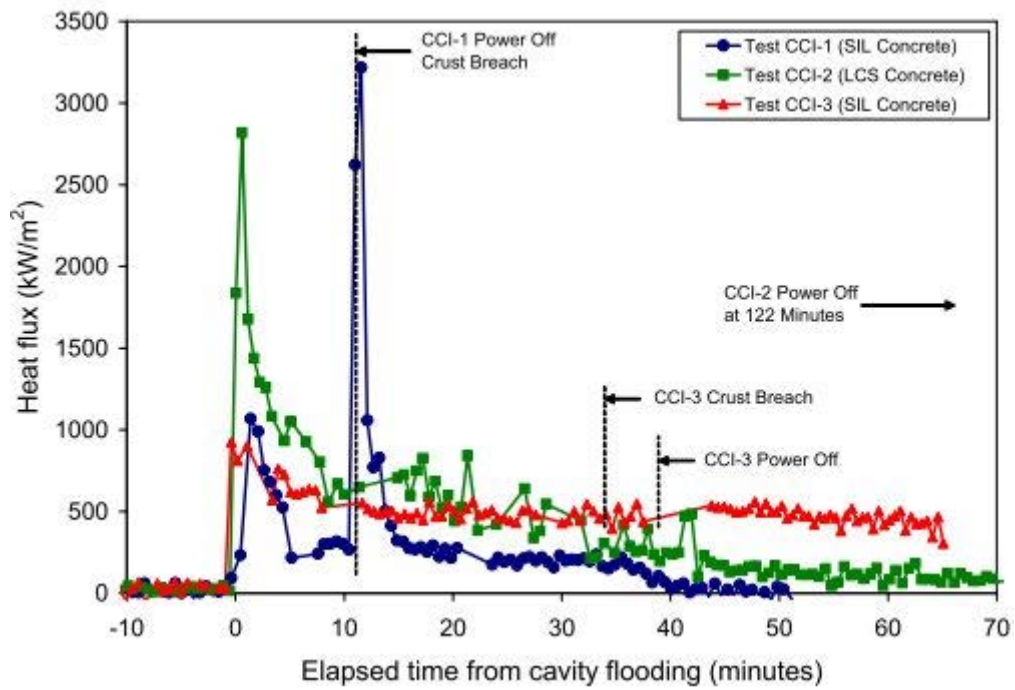 3500
3000
2500
2000
1500
1000
500
0
Heat flux (kW/m²)
CCI-1 Power Off
Crust Breach
Test CCI-1 (SIL Concrete)
Test CCI-2 (LCS Concrete)
Test CCI-3 (SIL Concrete)
CCI-2 Power Off
at 122 Minutes
CCI-3 Crust Breach
CCI-3 Power Off
-10 0 10 20 30 40 50 60 70
Elapsed time from cavity flooding (minutes)